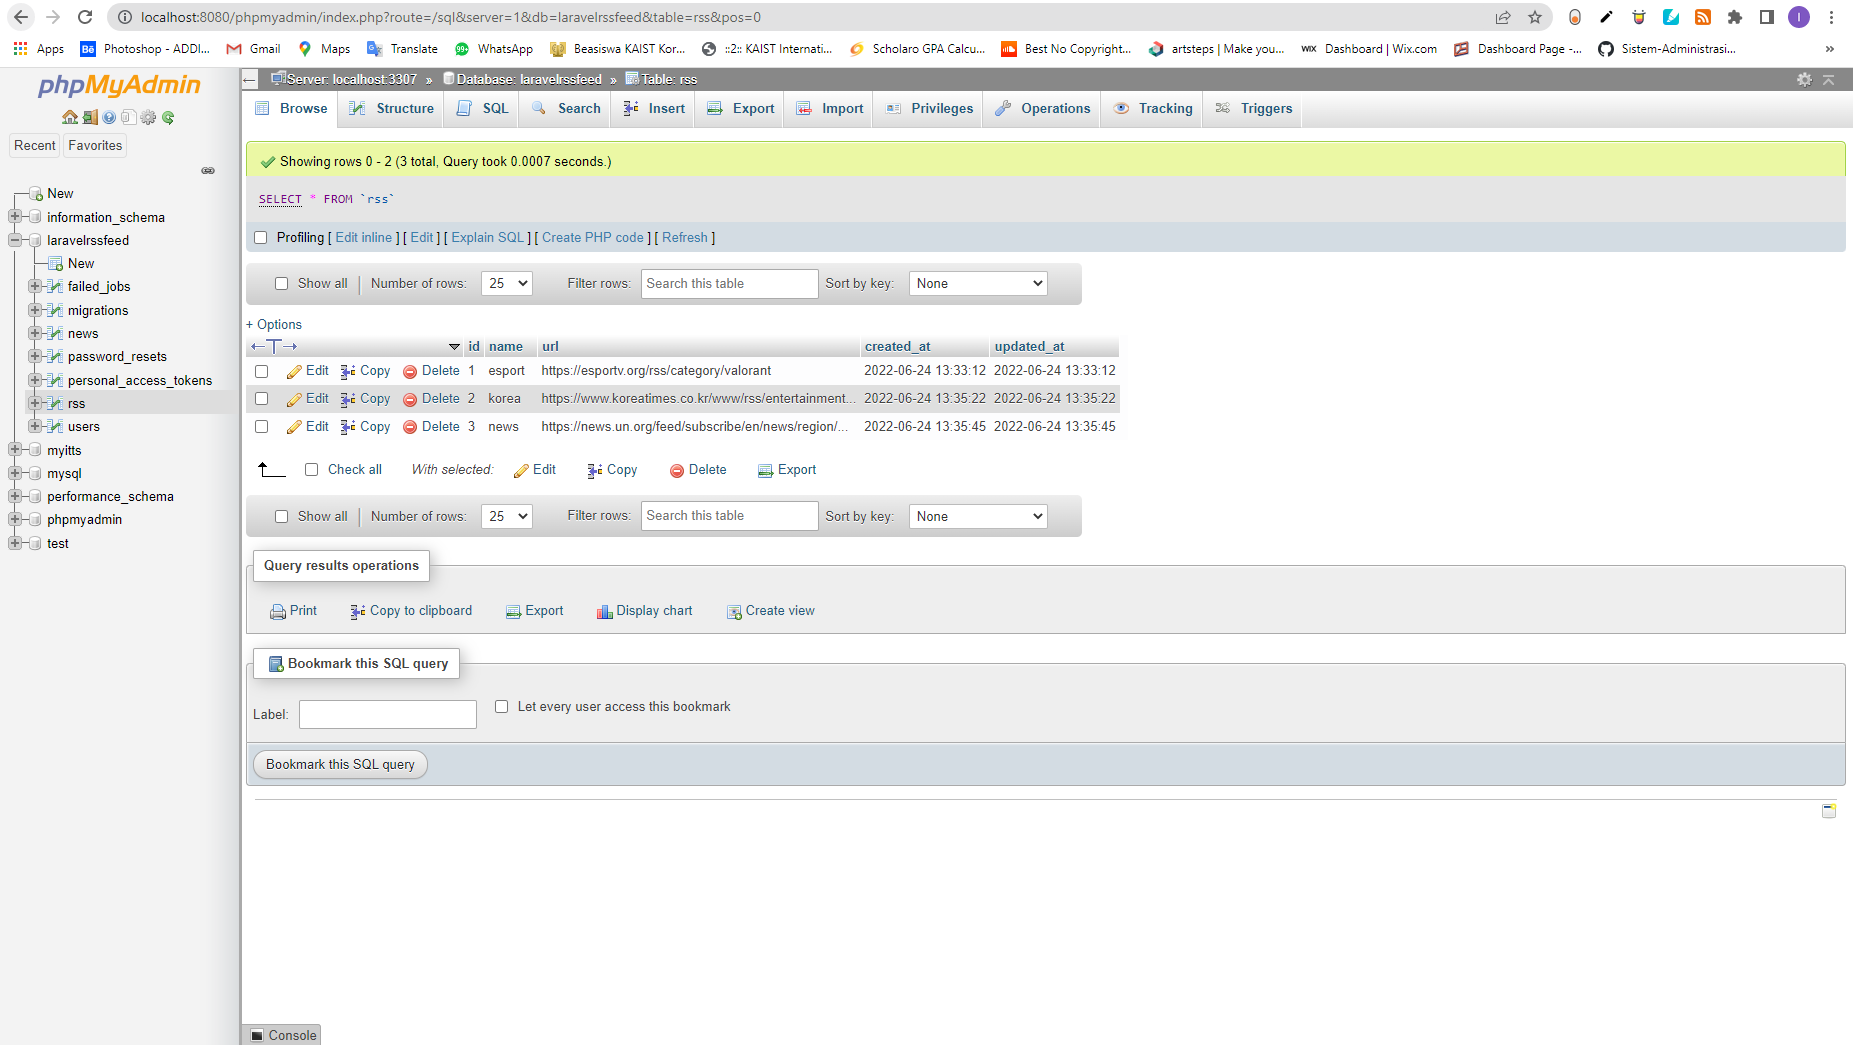 localhost:8080/phpmyadmin/index.php?route=/sql&server=1&db=laravelrssfeed&table=rss&pos=0
I
Apps Photoshop - ADDI... Gmail Maps Translate WhatsApp Beasiswa KAIST Kor... ::2:: KAIST Internati... Scholaro GPA Calcu... Best No Copyright... artsteps | Make you... WIX Dashboard | Wix.com Dashboard Page -... Sistem-Administrasi... »
phpMyAdmin
Recent Favorites
New
information_schema
laravelrssfeed
New
failed_jobs
migrations
news
password_resets
personal_access_tokens
rss
users
myitts
mysql
performance_schema
phpmyadmin
test
Server: localhost:3307 » Database: laravelrssfeed » Table: rss
Browse Structure SQL Search Insert Export Import Privileges Operations Tracking Triggers
Showing rows 0 - 2 (3 total, Query took 0.0007 seconds.)
SELECT * FROM `rss`
Profiling [ Edit inline ] [ Edit ] [ Explain SQL ] [ Create PHP code ] [ Refresh ]
Show all Number of rows: 25 Filter rows: Search this table Sort by key: None
+ Options
←T→ id name url created_at updated_at
Edit Copy Delete 1 esport https://esportv.org/rss/category/valorant 2022-06-24 13:33:12 2022-06-24 13:33:12
Edit Copy Delete 2 korea https://www.koreatimes.co.kr/www/rss/entertainment... 2022-06-24 13:35:22 2022-06-24 13:35:22
Edit Copy Delete 3 news https://news.un.org/feed/subscribe/en/news/region/... 2022-06-24 13:35:45 2022-06-24 13:35:45
Check all With selected: Edit Copy Delete Export
Show all Number of rows: 25 Filter rows: Search this table Sort by key: None
Query results operations
Print Copy to clipboard Export Display chart Create view
Bookmark this SQL query
Label: Let every user access this bookmark
Bookmark this SQL query
Console